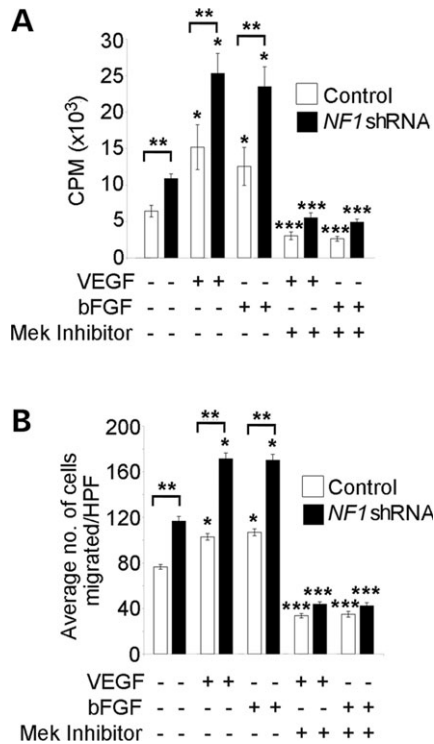 A
CPM (x10³)
30
25
20
15
10
5
0
** ** **
* * * *
*** *** *** ***
Control
NF1 shRNA
VEGF - - + + - - + + - -
bFGF - - - - + + - - + +
Mek Inhibitor - - - - - - + + + +
B
Average no. of cells
migrated/HPF
200
160
120
80
40
0
** ** **
* * * *
*** *** *** ***
Control
NF1 shRNA
VEGF - - + + - - + + - -
bFGF - - - - + + - - + +
Mek Inhibitor - - - - - - + + + +